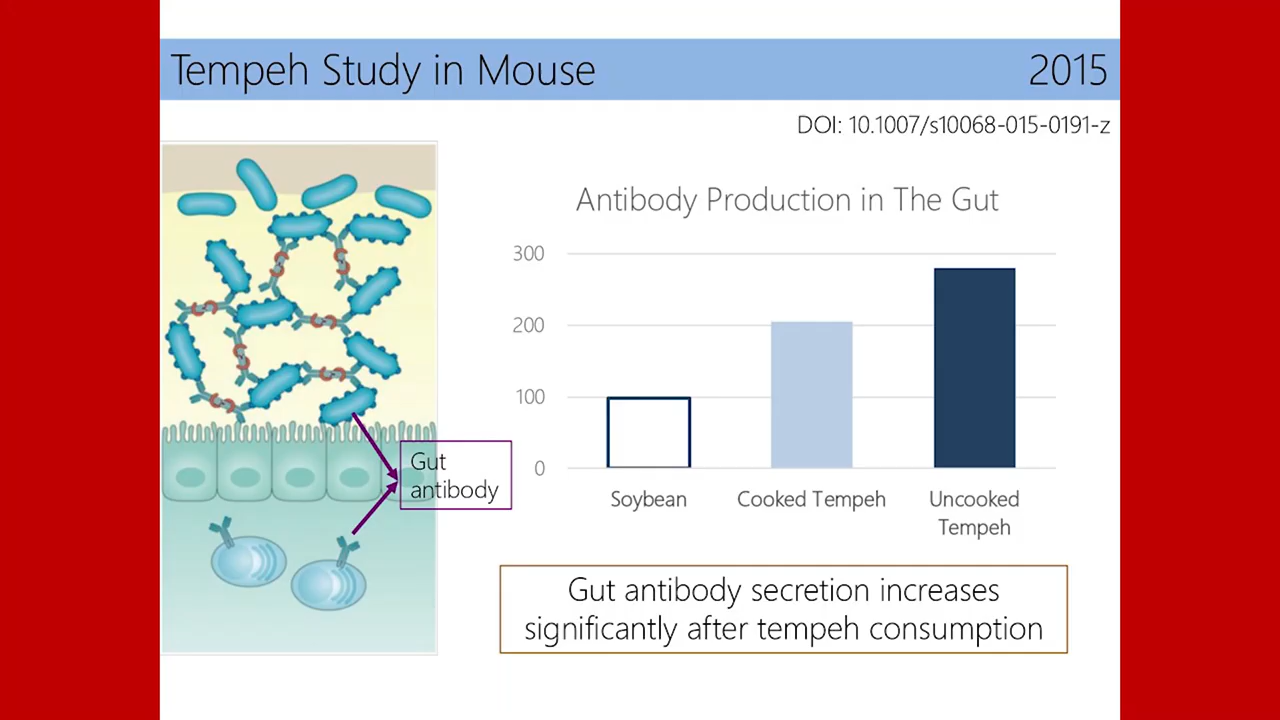 Tempeh Study in Mouse 2015
DOI: 10.1007/s10068-015-0191-z
Antibody Production in The Gut
300
200
100
0
Soybean
Cooked Tempeh
Uncooked
Tempeh
Gut
antibody
Gut antibody secretion increases
significantly after tempeh consumption